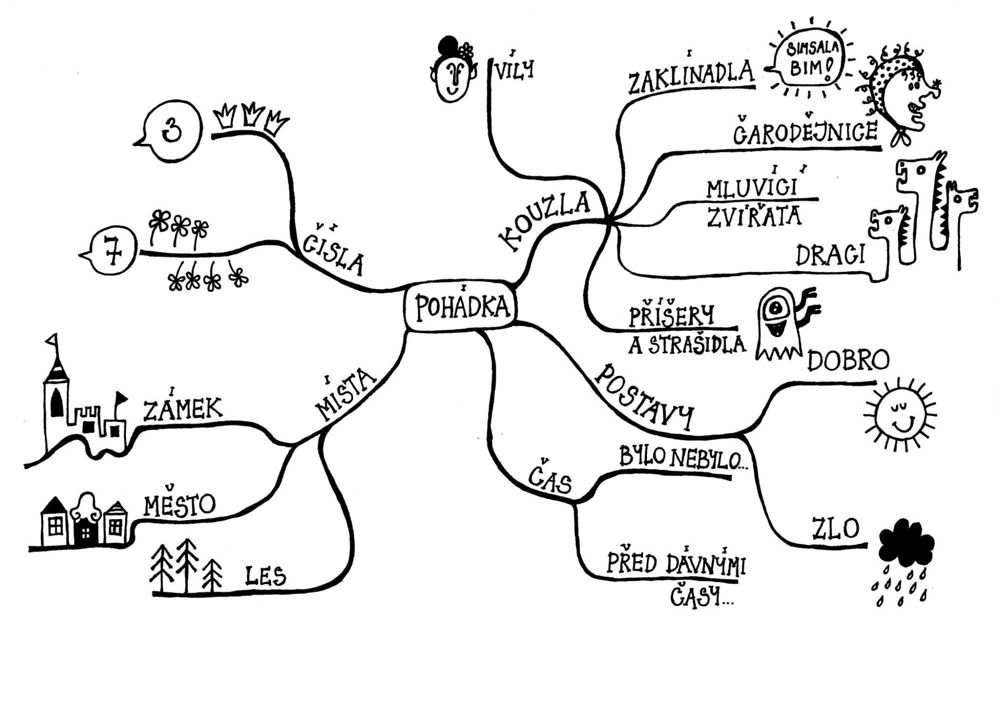 POHÁDKA
KOUZLA
VÍLY
ZAKLÍNADLA
SIMSALA
BIM!
ČARODĚJNICE
MLUVÍCÍ
ZVÍŘATA
DRACI
PŘÍŠERY
A STRAŠIDLA
POSTAVY
DOBRO
ZLO
ČAS
BYLO NEBYLO...
PŘED DÁVNÝMI
ČASY...
MÍSTA
ZÁMEK
MĚSTO
LES
ČÍSLA
3
7